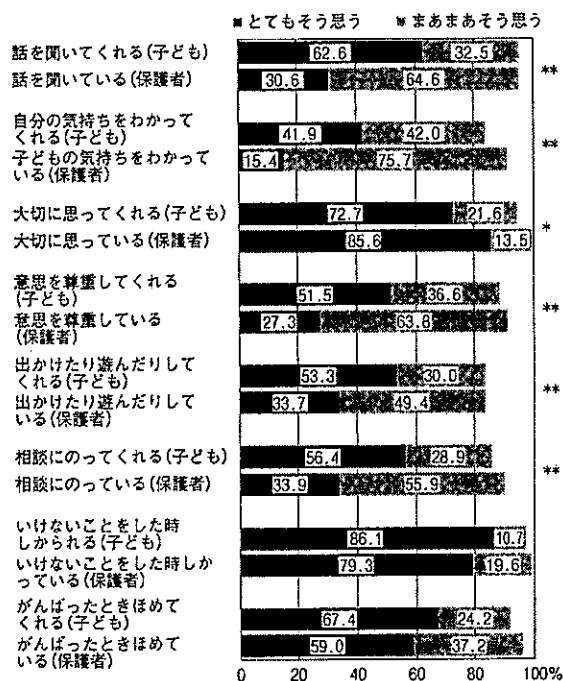 ■ とてもそう思う ■ まあまあそう思う
話を聞いてくれる(子ども) 62.6 32.5
話を聞いている(保護者) 30.6 64.6 **
自分の気持ちをわかって
くれる(子ども) 41.9 42.0
子どもの気持ちをわかって
いる(保護者) 15.4 75.7 **
大切に思ってくれる(子ども) 72.7 21.6
大切に思っている(保護者) 85.6 13.5 *
意思を尊重してくれる
(子ども) 51.5 36.6
意思を尊重している
(保護者) 27.3 63.8 **
出かけたり遊んだりして
くれる(子ども) 53.3 30.0
出かけたり遊んだりして
いる(保護者) 33.7 49.4 **
相談にのってくれる(子ども) 56.4 28.9
相談にのっている(保護者) 33.9 55.9 **
いけないことをした時
しかられる(子ども) 86.1 10.7
いけないことをした時しか
っている(保護者) 79.3 19.6
がんばったときほめて
くれる(子ども) 67.4 24.2
がんばったときほめて
いる(保護者) 59.0 37.2
0 20 40 60 80 100%